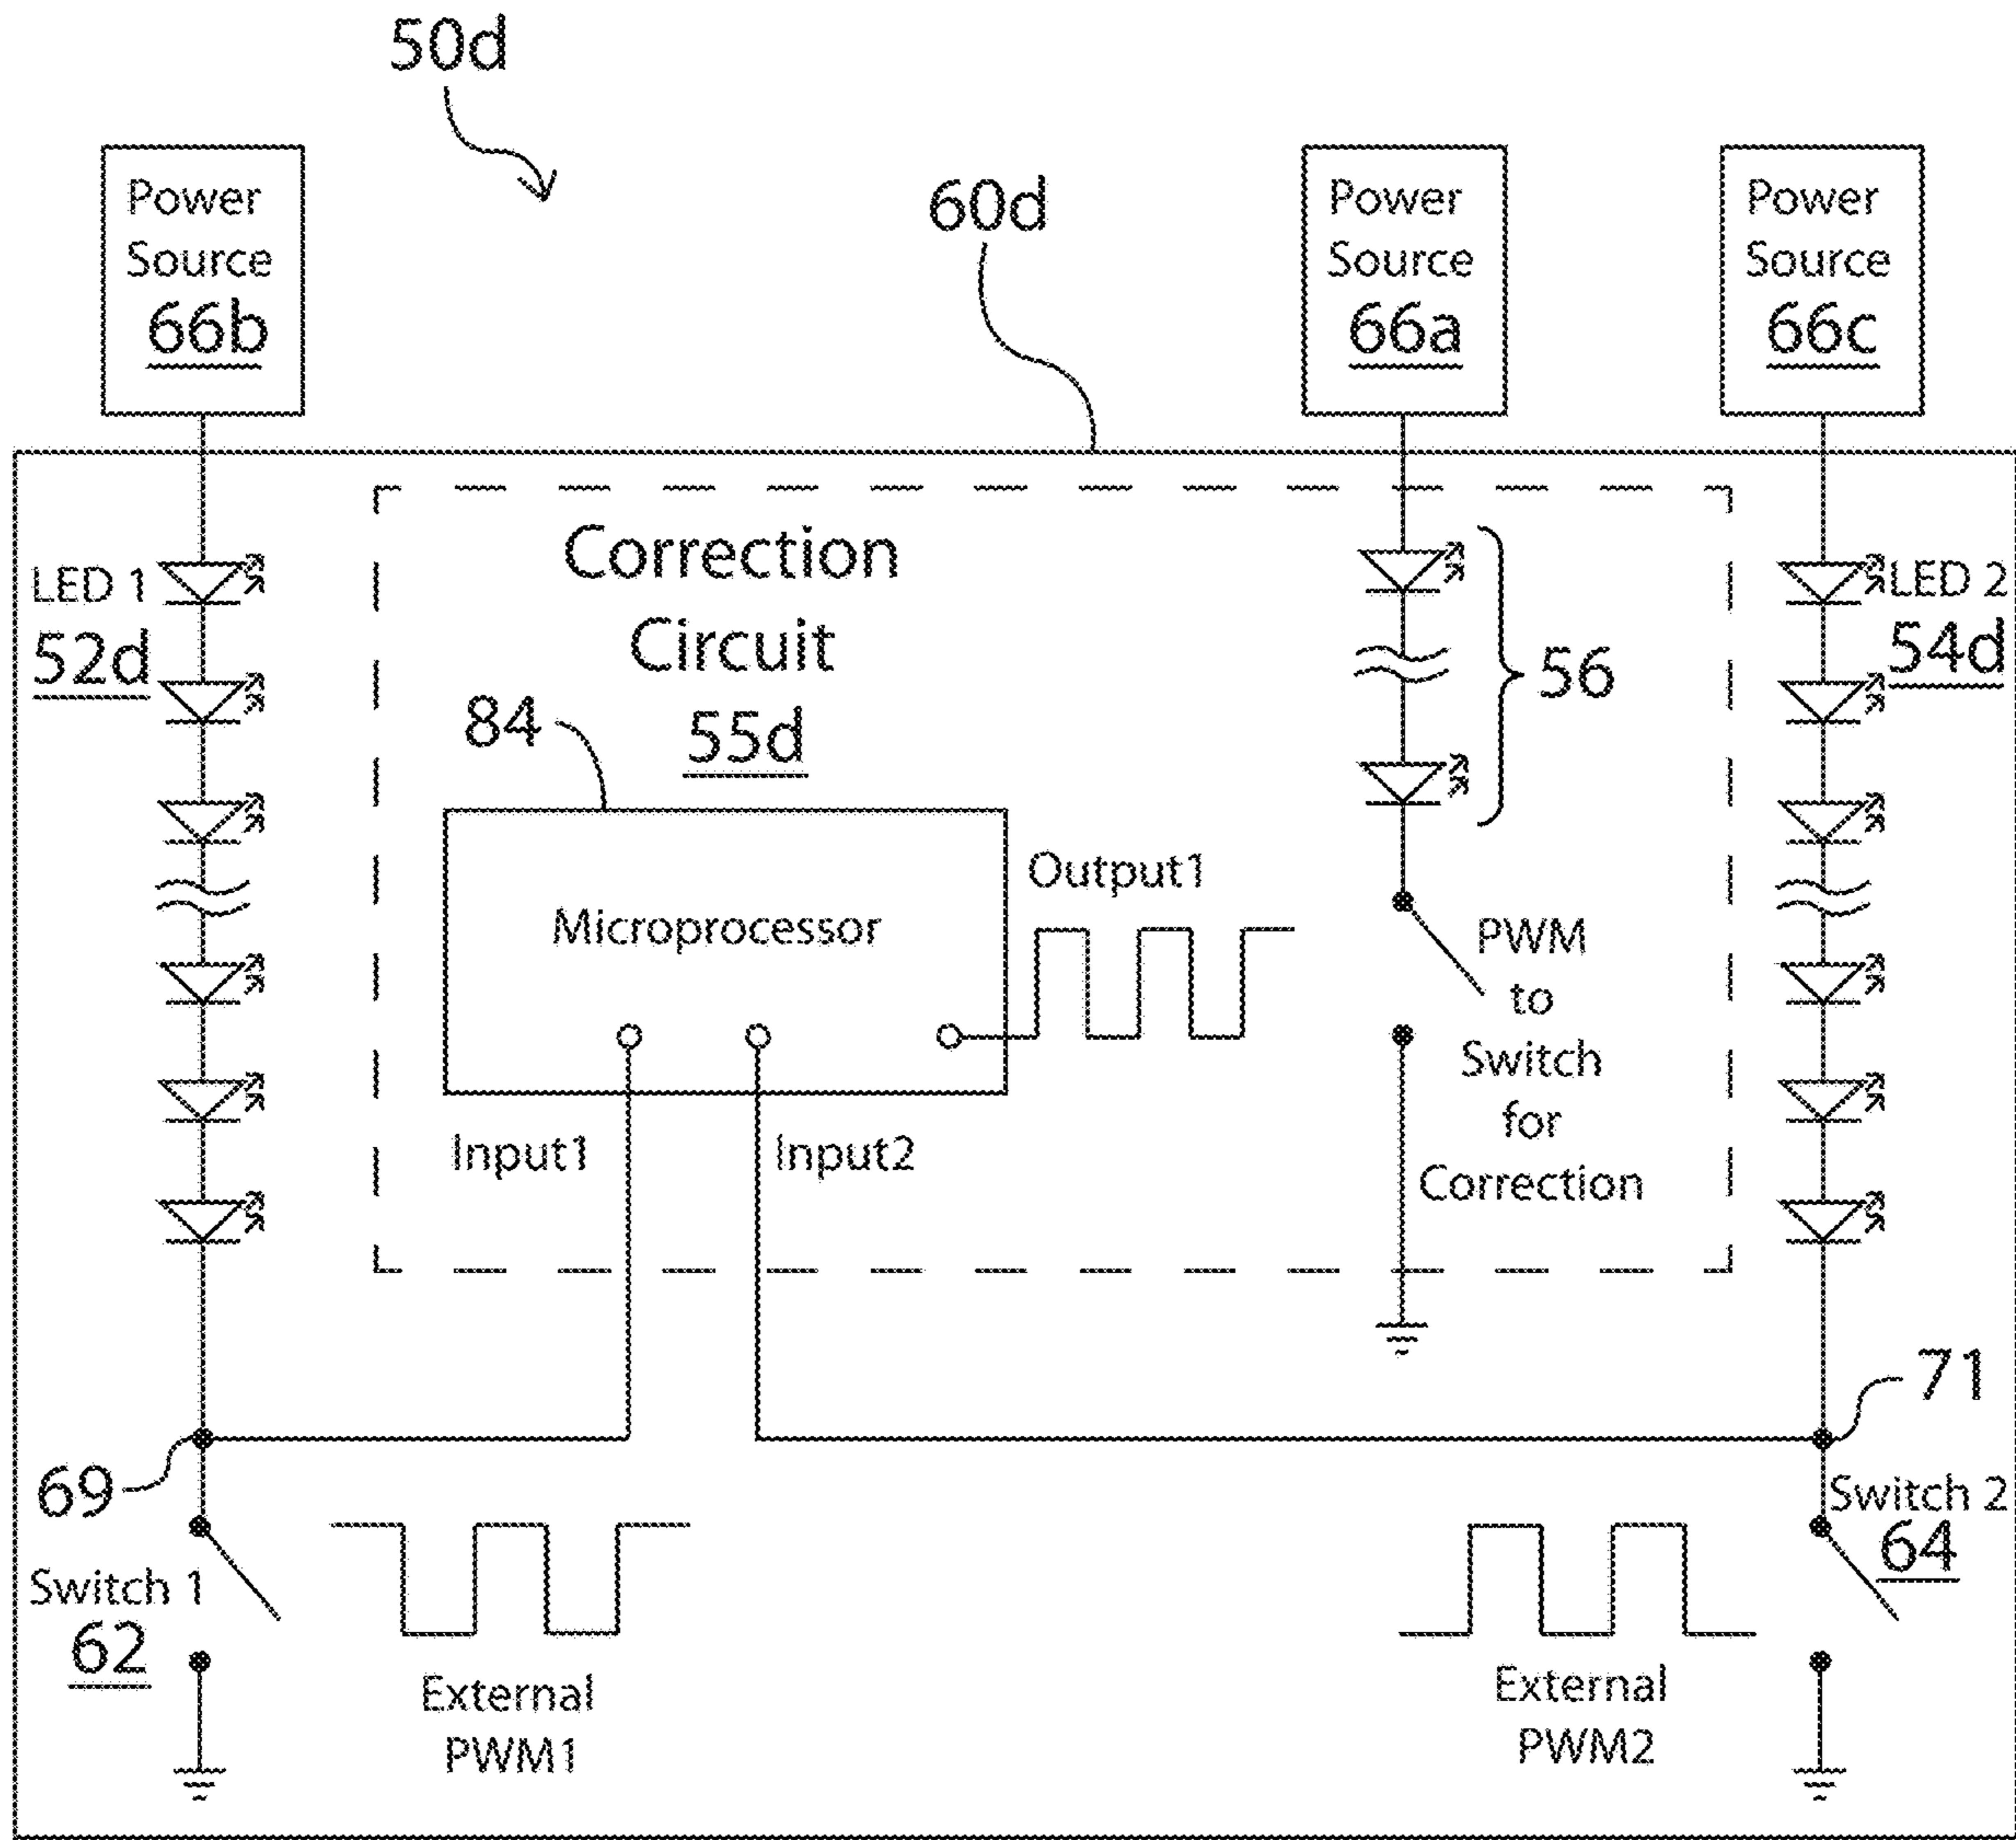 50d
Power
Source
66b
60d
Power
Source
66a
Power
Source
66c
LED 1
52d
Correction
Circuit
55d
56
LED 2
54d
84
Microprocessor
Output1
PWM
to
Switch
for
Correction
Input1
Input2
69
71
Switch 1
62
External
PWM1
External
PWM2
Switch 2
64